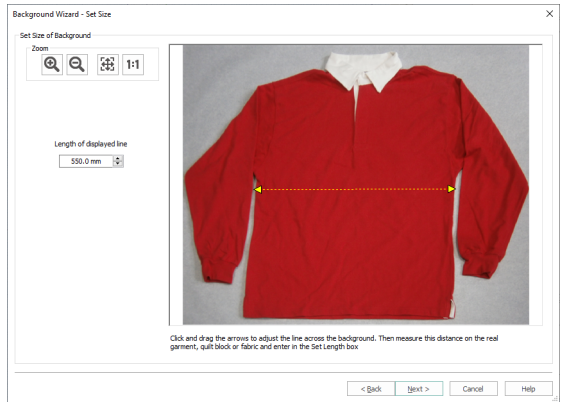 Background Wizard - Set Size
Set Size of Background
Zoom
1:1
Length of displayed line
550.0 mm
Click and drag the arrows to adjust the line across the background. Then measure this distance on the real
garment, quilt block or fabric and enter in the Set Length box
< Back
Next >
Cancel
Help